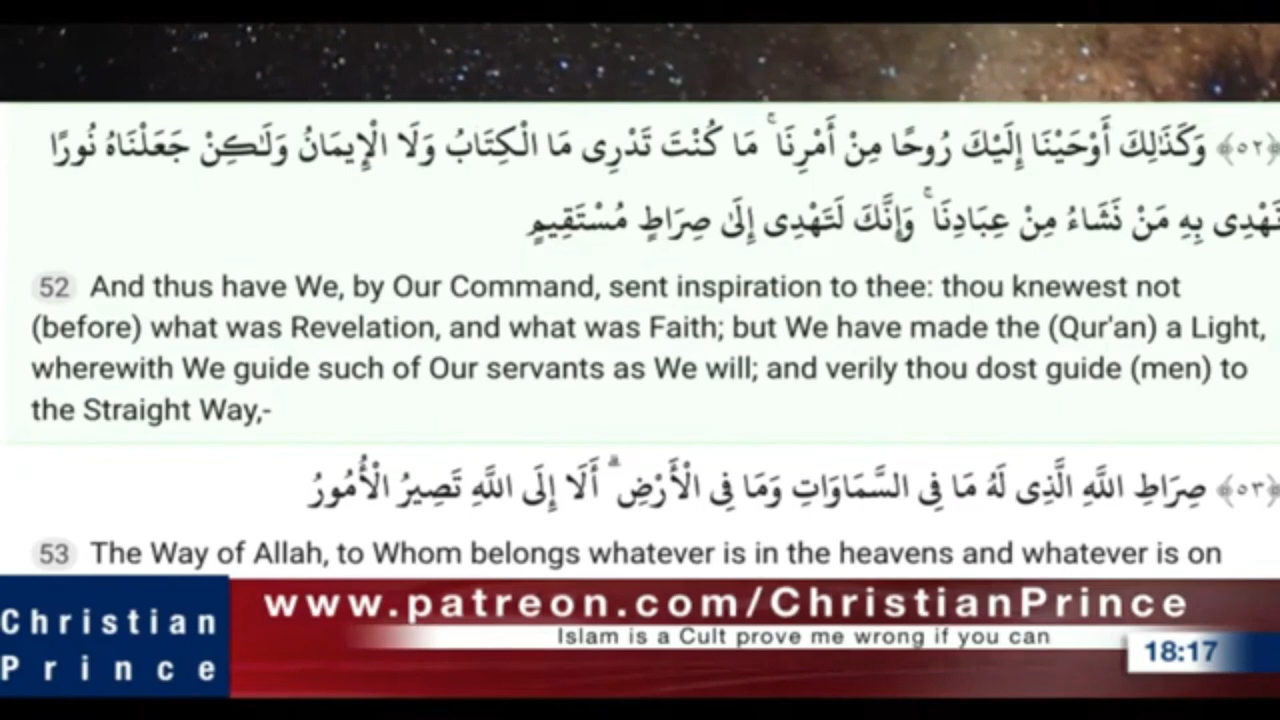 ﴿٥٢﴾ وَكَذَٰلِكَ أَوْحَيْنَا إِلَيْكَ رُوحًا مِنْ أَمْرِنَا ۚ مَا كُنْتَ تَدْرِى مَا الْكِتَابُ وَلَا الْإِيمَانُ وَلَٰكِنْ جَعَلْنَاهُ نُورًا
نَهْدِى بِهِ مَنْ نَشَاءُ مِنْ عِبَادِنَا ۚ وَإِنَّكَ لَتَهْدِى إِلَىٰ صِرَاطٍ مُسْتَقِيمٍ
52 And thus have We, by Our Command, sent inspiration to thee: thou knewest not
(before) what was Revelation, and what was Faith; but We have made the (Qur'an) a Light,
wherewith We guide such of Our servants as We will; and verily thou dost guide (men) to
the Straight Way,-
﴿٥٣﴾ صِرَاطِ اللَّهِ الَّذِى لَهُ مَا فِى السَّمَاوَاتِ وَمَا فِى الْأَرْضِ ۗ أَلَا إِلَى اللَّهِ تَصِيرُ الْأُمُورُ
53 The Way of Allah, to Whom belongs whatever is in the heavens and whatever is on
Christian
Prince
www.patreon.com/ChristianPrince
Islam is a Cult prove me wrong if you can
18:17